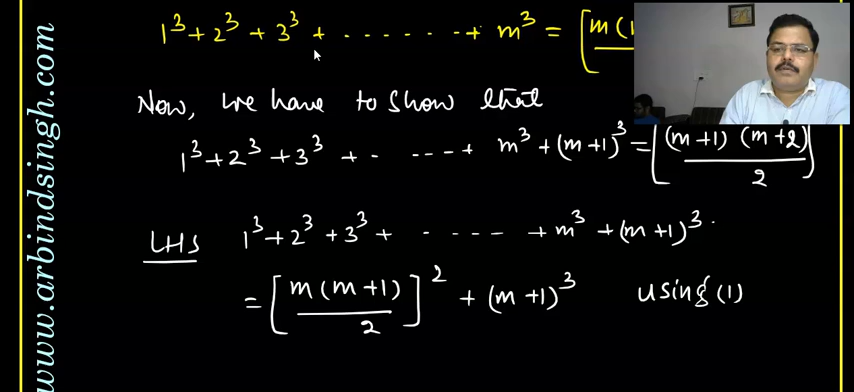 1³ + 2³ + 3³ + ...... + m³ = [m(
Now, we have to show that
1³ + 2³ + 3³ + . ...+ m³ + (m+1)³ = [(m+1)(m+2)/2]
LHS 1³ + 2³ + 3³ + ..... + m³ + (m+1)³
= [m(m+1)/2]² + (m+1)³ using (1)
www.arbindsingh.com